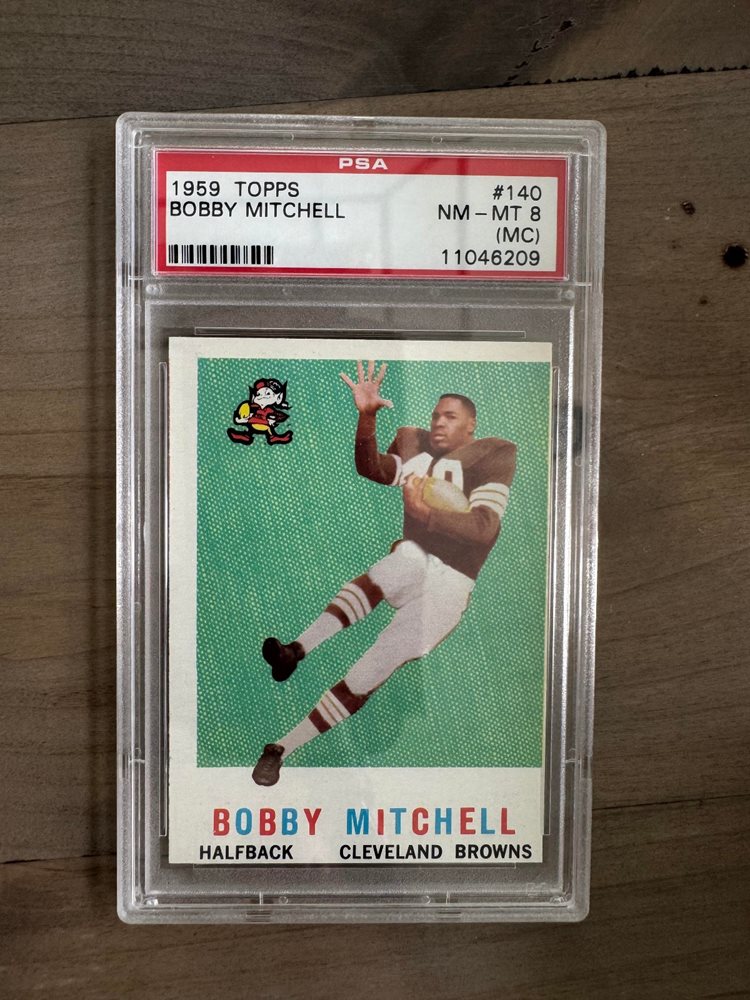 PSA
1959 TOPPS #140
BOBBY MITCHELL NM - MT 8
(MC)
11046209
BOBBY MITCHELL
HALFBACK CLEVELAND BROWNS